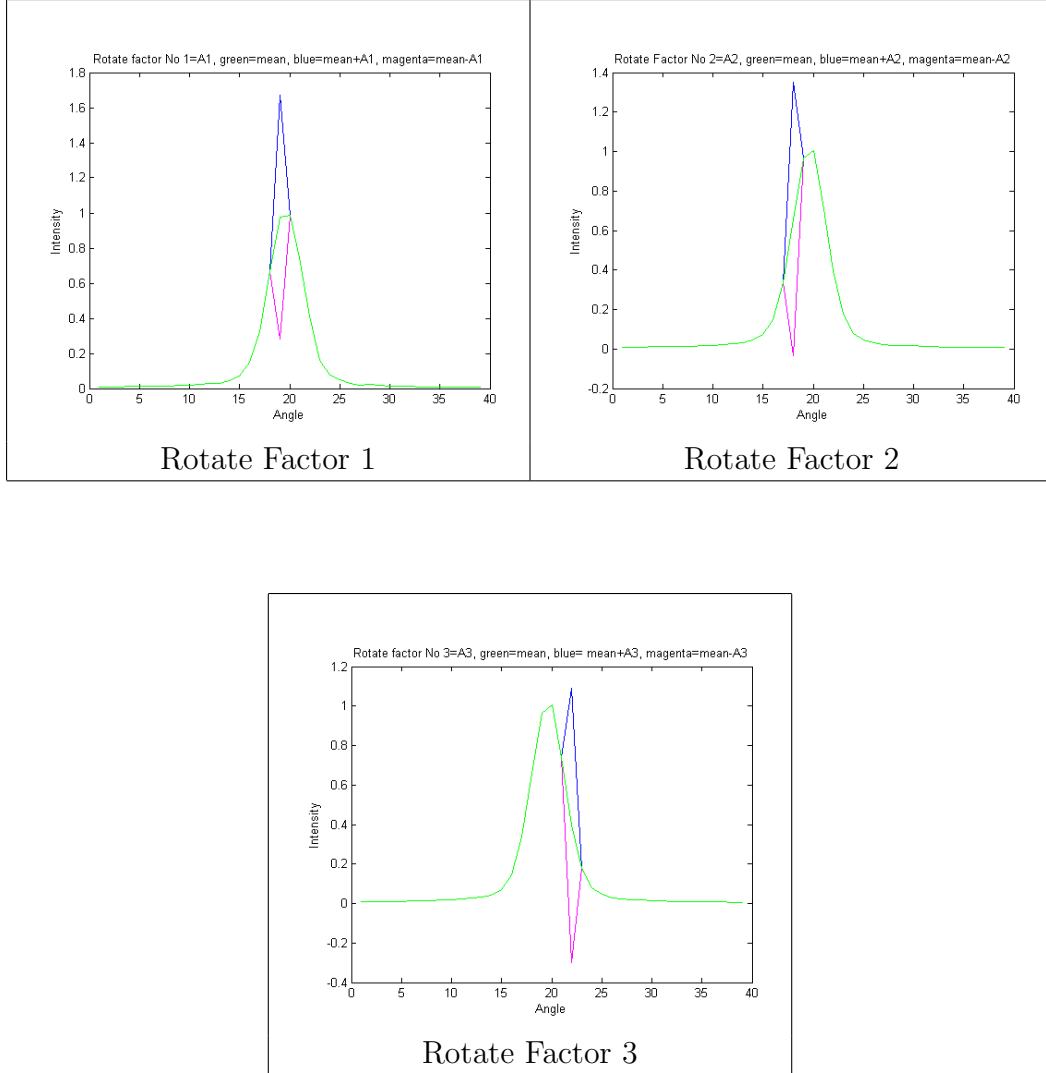 Rotate factor No 1=A1, green=mean, blue=mean+A1, magenta=mean-A1
1.8
1.6
1.4
1.2
1
0.8
0.6
0.4
0.2
0
Intensity
0 5 10 15 20 25 30 35 40
Angle
Rotate Factor 1
Rotate Factor No 2=A2, green=mean, blue=mean+A2, magenta=mean-A2
1.4
1.2
1
0.8
0.6
0.4
0.2
0
-0.2
Intensity
0 5 10 15 20 25 30 35 40
Angle
Rotate Factor 2
Rotate factor No 3=A3, green=mean, blue= mean+A3, magenta=mean-A3
1.2
1
0.8
0.6
0.4
0.2
0
-0.2
-0.4
Intensity
0 5 10 15 20 25 30 35 40
Angle
Rotate Factor 3